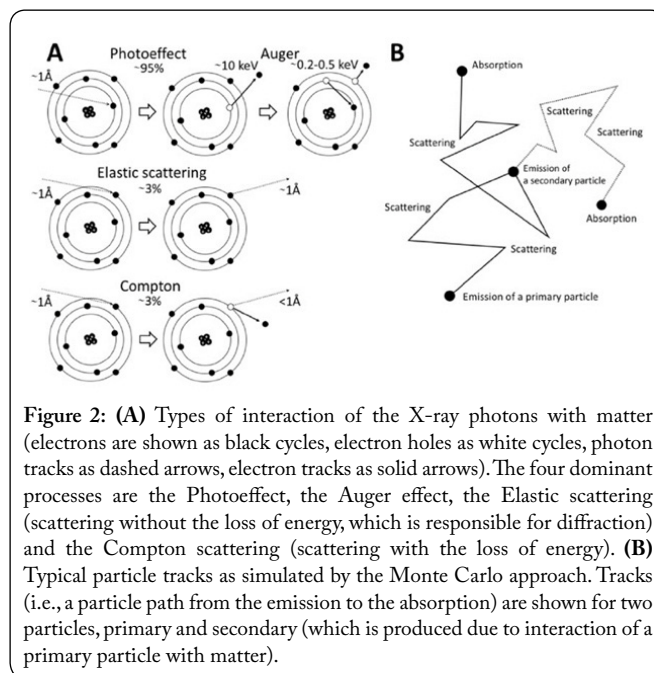 A
Photoeffect
~95%
Auger
~1Å
~10 keV
~0.2-0.5 keV
Elastic scattering
~3%
~1Å
~1Å
Compton
~3%
~1Å
<1Å
B
Absorption
Scattering
Scattering
Scattering
Emission of
a secondary particle
Scattering
Absorption
Scattering
Emission of a primary particle
Figure 2: (A) Types of interaction of the X-ray photons with matter
(electrons are shown as black cycles, electron holes as white cycles, photon
tracks as dashed arrows, electron tracks as solid arrows). The four dominant
processes are the Photoeffect, the Auger effect, the Elastic scattering
(scattering without the loss of energy, which is responsible for diffraction)
and the Compton scattering (scattering with the loss of energy). (B)
Typical particle tracks as simulated by the Monte Carlo approach. Tracks
(i.e., a particle path from the emission to the absorption) are shown for two
particles, primary and secondary (which is produced due to interaction of a
primary particle with matter).